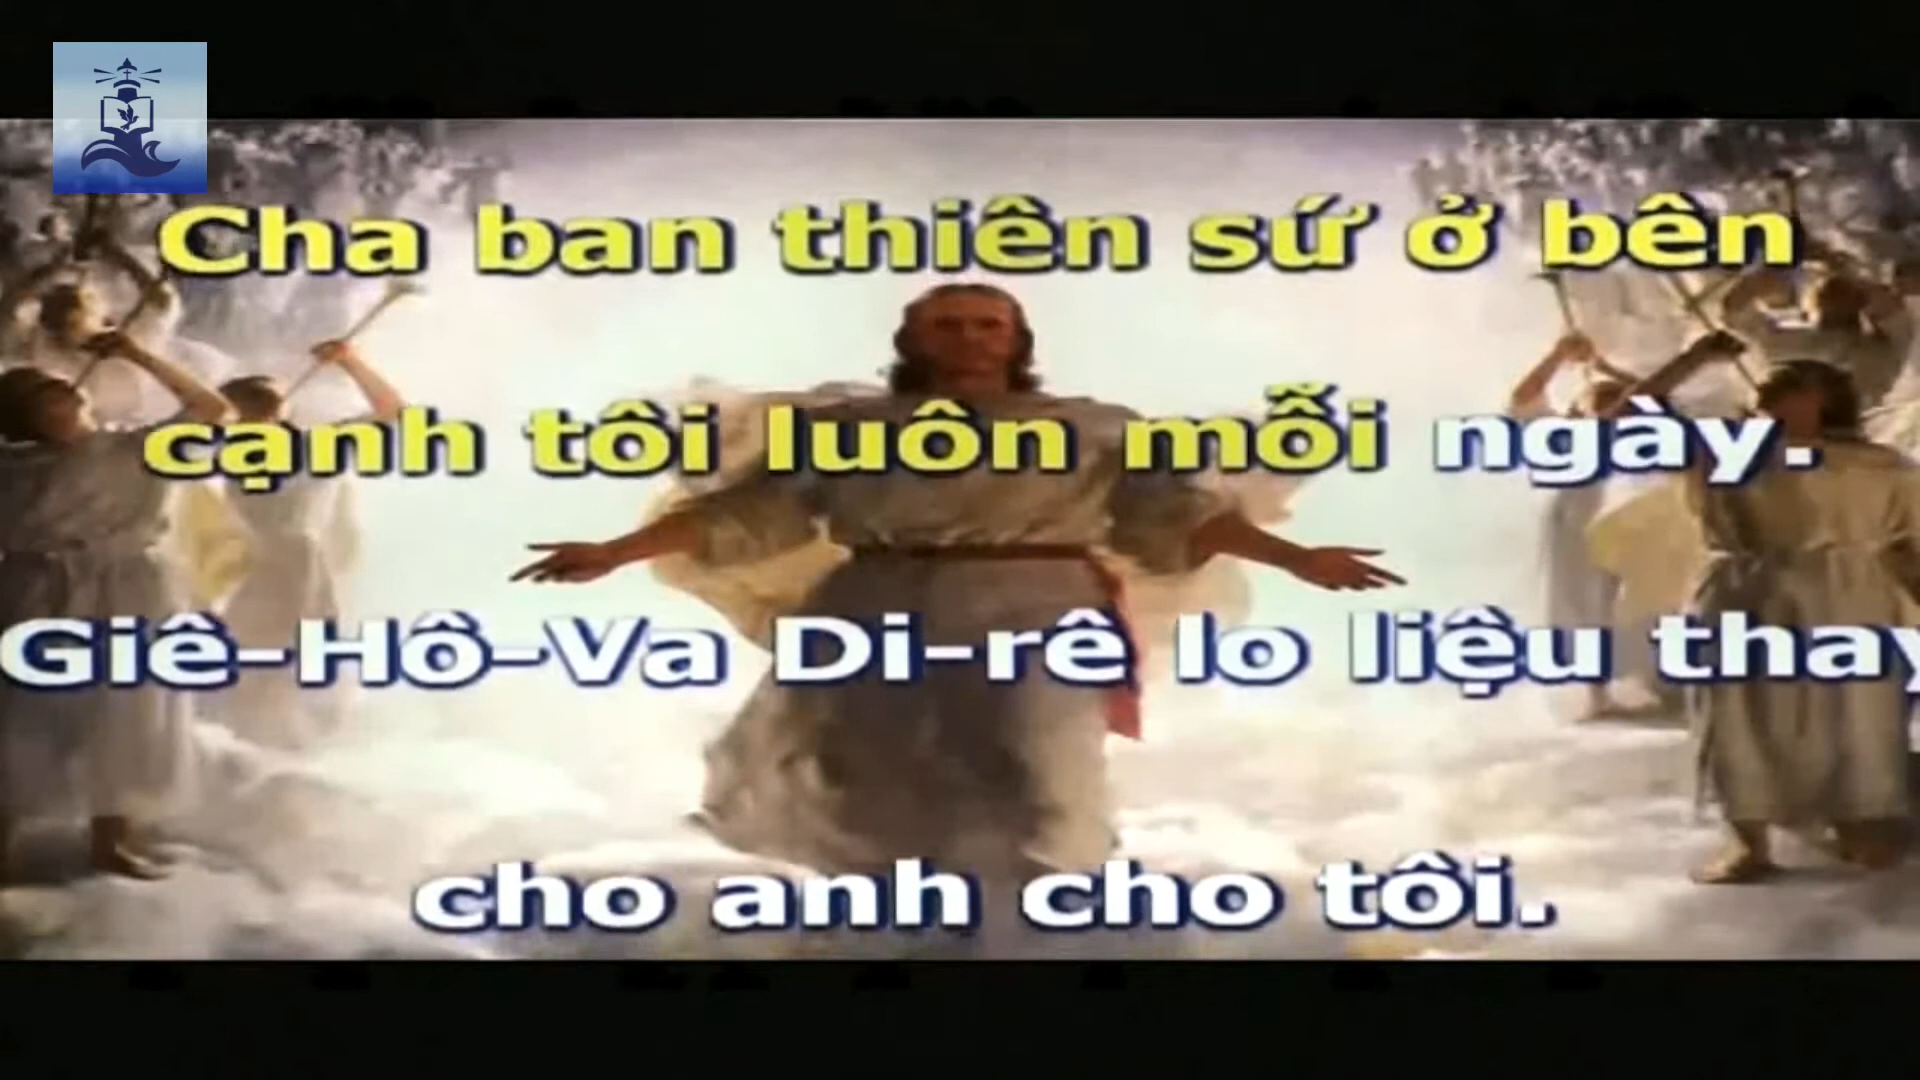 Cha ban thiên sứ ở bên
cạnh tôi luôn mỗi ngày.
Giê-Hô-Va Di-rê lo liệu thay
cho anh cho tôi.